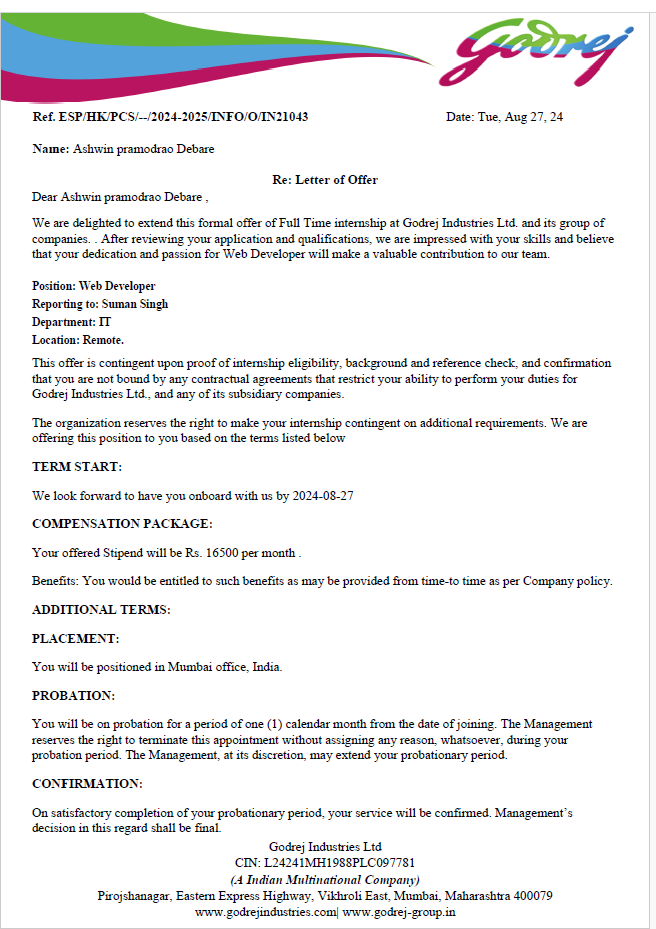 Godrej
Ref. ESP/HK/PCS/--/2024-2025/INFO/O/IN21043 Date: Tue, Aug 27, 24
Name: Ashwin pramodrao Debare
Re: Letter of Offer
Dear Ashwin pramodrao Debare ,
We are delighted to extend this formal offer of Full Time internship at Godrej Industries Ltd. and its group of
companies. . After reviewing your application and qualifications, we are impressed with your skills and believe
that your dedication and passion for Web Developer will make a valuable contribution to our team.
Position: Web Developer
Reporting to: Suman Singh
Department: IT
Location: Remote.
This offer is contingent upon proof of internship eligibility, background and reference check, and confirmation
that you are not bound by any contractual agreements that restrict your ability to perform your duties for
Godrej Industries Ltd., and any of its subsidiary companies.
The organization reserves the right to make your internship contingent on additional requirements. We are
offering this position to you based on the terms listed below
TERM START:
We look forward to have you onboard with us by 2024-08-27
COMPENSATION PACKAGE:
Your offered Stipend will be Rs. 16500 per month .
Benefits: You would be entitled to such benefits as may be provided from time-to time as per Company policy.
ADDITIONAL TERMS:
PLACEMENT:
You will be positioned in Mumbai office, India.
PROBATION:
You will be on probation for a period of one (1) calendar month from the date of joining. The Management
reserves the right to terminate this appointment without assigning any reason, whatsoever, during your
probation period. The Management, at its discretion, may extend your probationary period.
CONFIRMATION:
On satisfactory completion of your probationary period, your service will be confirmed. Management's
decision in this regard shall be final.
Godrej Industries Ltd
CIN: L24241MH1988PLC097781
(A Indian Multinational Company)
Pirojshanagar, Eastern Express Highway, Vikhroli East, Mumbai, Maharashtra 400079
www.godrejindustries.com| www.godrej-group.in